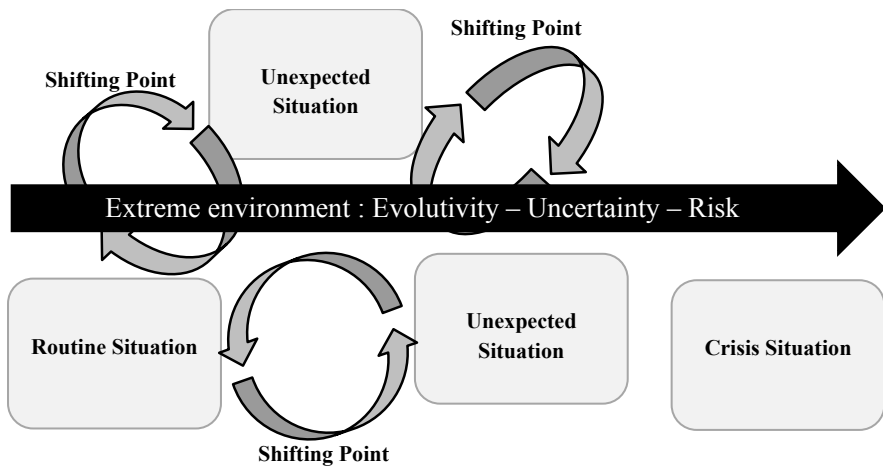 Shifting Point
Shifting Point
Unexpected
Situation
Extreme environment : Evolutivity – Uncertainty – Risk
Routine Situation
Unexpected
Situation
Crisis Situation
Shifting Point